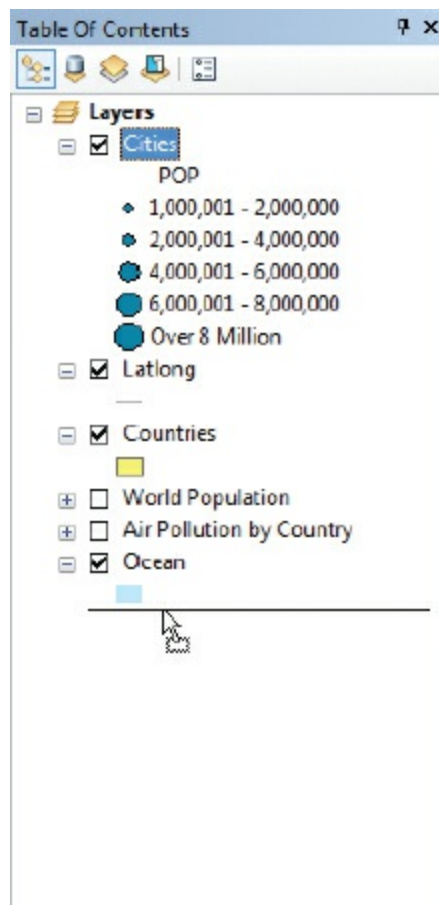 Table Of Contents
Layers
Cities
POP
1,000,001 - 2,000,000
2,000,001 - 4,000,000
4,000,001 - 6,000,000
6,000,001 - 8,000,000
Over 8 Million
Latlong
Countries
World Population
Air Pollution by Country
Ocean